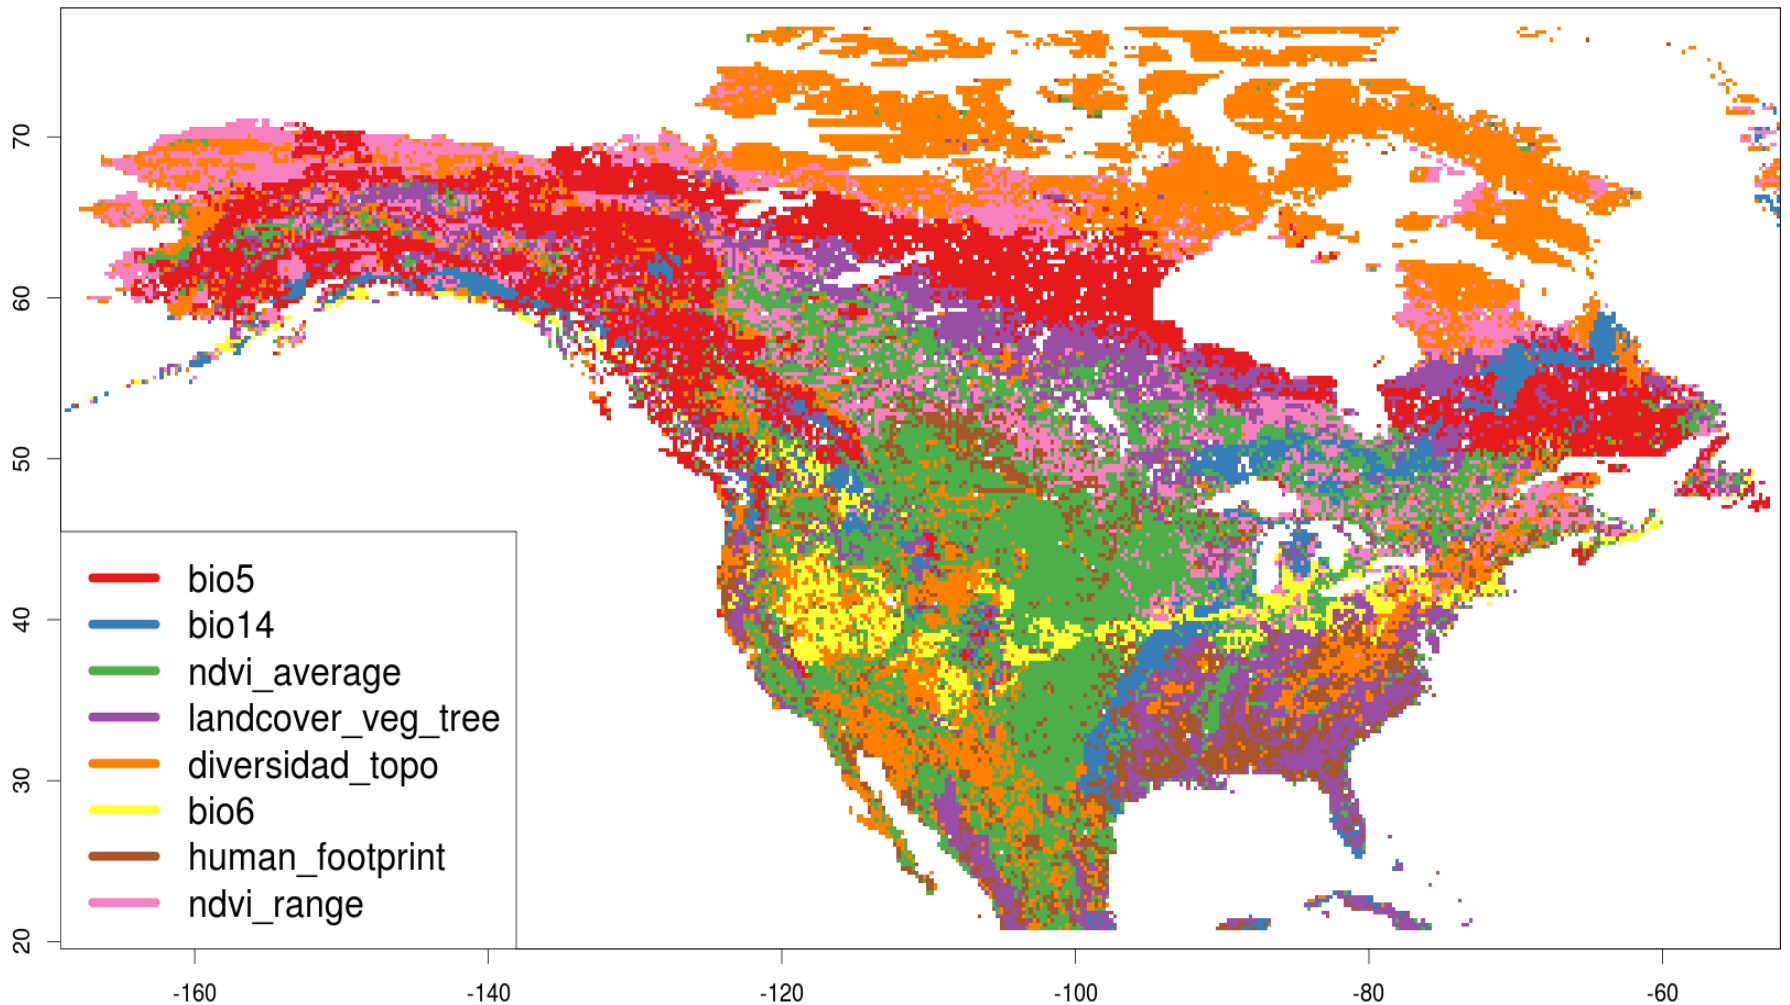 70
60
50
40
30
20
bio5
bio14
ndvi_average
landcover_veg_tree
diversidad_topo
bio6
human_footprint
ndvi_range
-160 -140 -120 -100 -80 -60